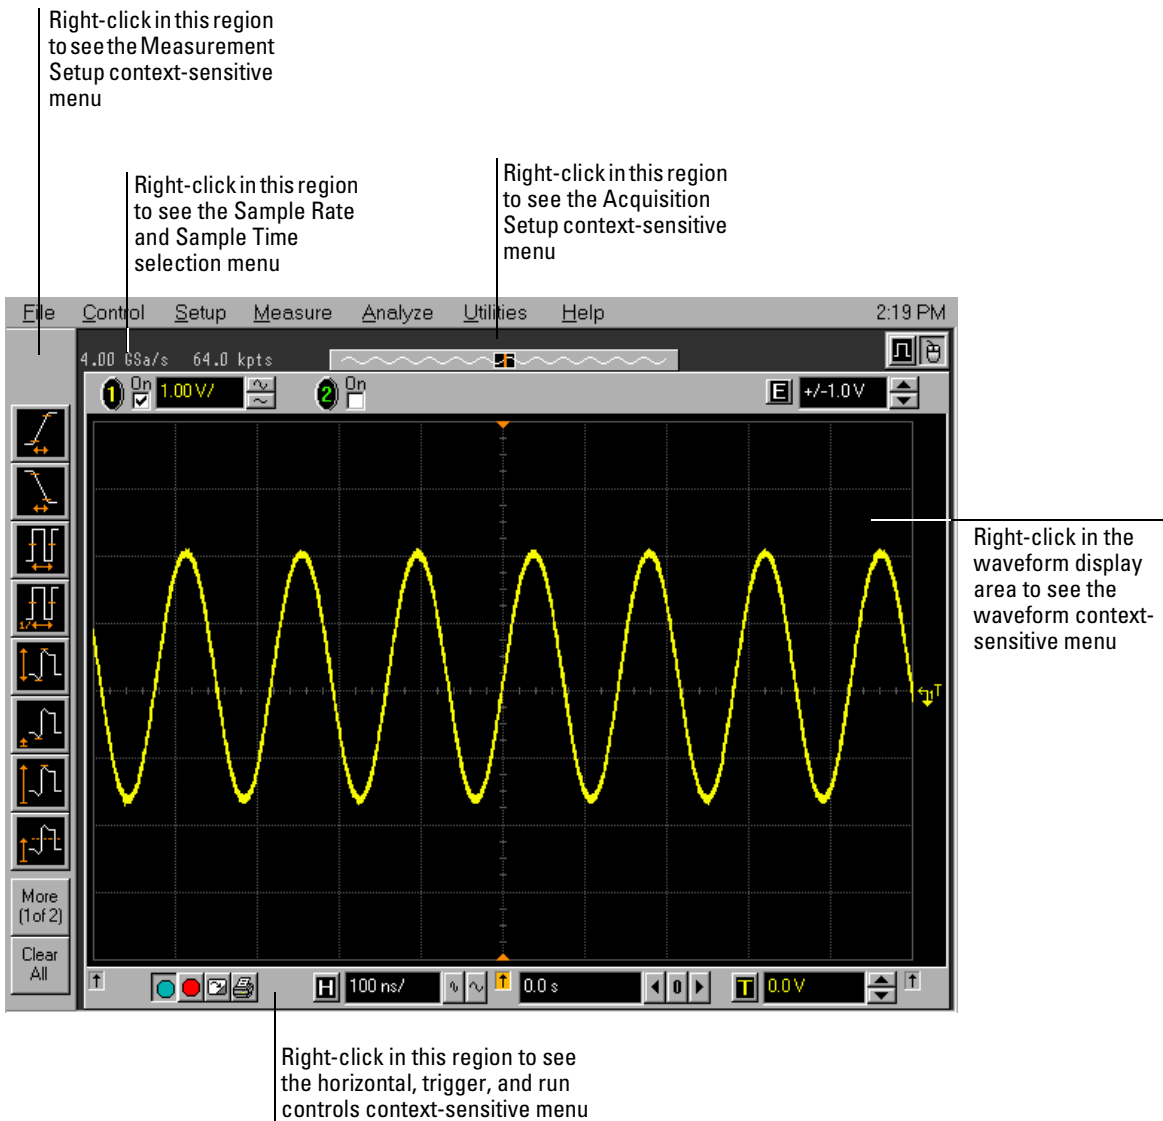 Right-click in this region
to see the Measurement
Setup context-sensitive
menu
Right-click in this region
to see the Sample Rate
and Sample Time
selection menu
Right-click in this region
to see the Acquisition
Setup context-sensitive
menu
File Control Setup Measure Analyze Utilities Help 2:19 PM
4.00 GSa/s 64.0 kpts
1 On 1.00 V/ 2 On E +/-1.0 V
Right-click in the
waveform display
area to see the
waveform context-
sensitive menu
1/
T
More
(1of 2)
Clear
All
H 100 ns/ 0.0 s 0 T 0.0 V
Right-click in this region to see
the horizontal, trigger, and run
controls context-sensitive menu